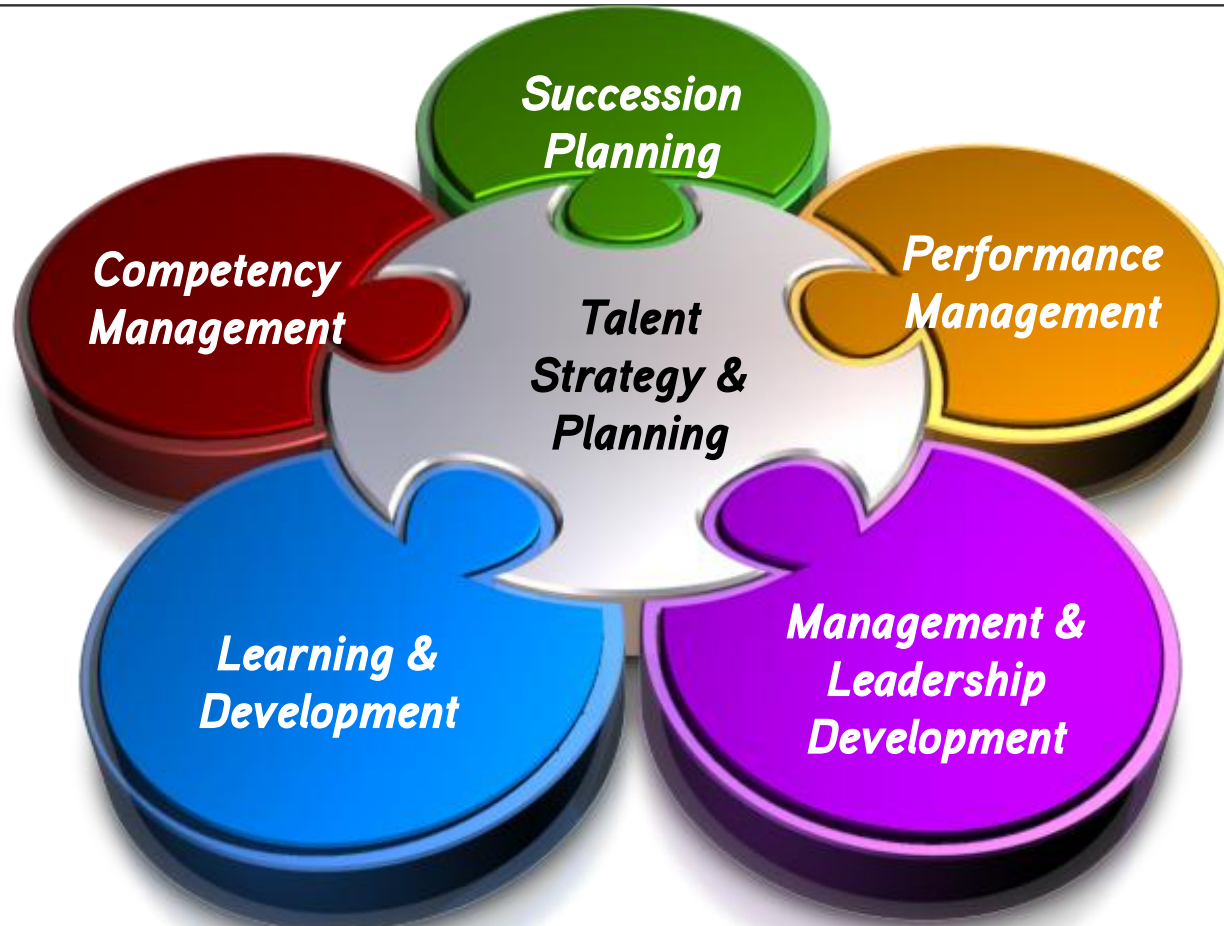 Succession
Planning
Competency
Management
Performance
Management
Talent
Strategy &
Planning
Learning &
Development
Management &
Leadership
Development